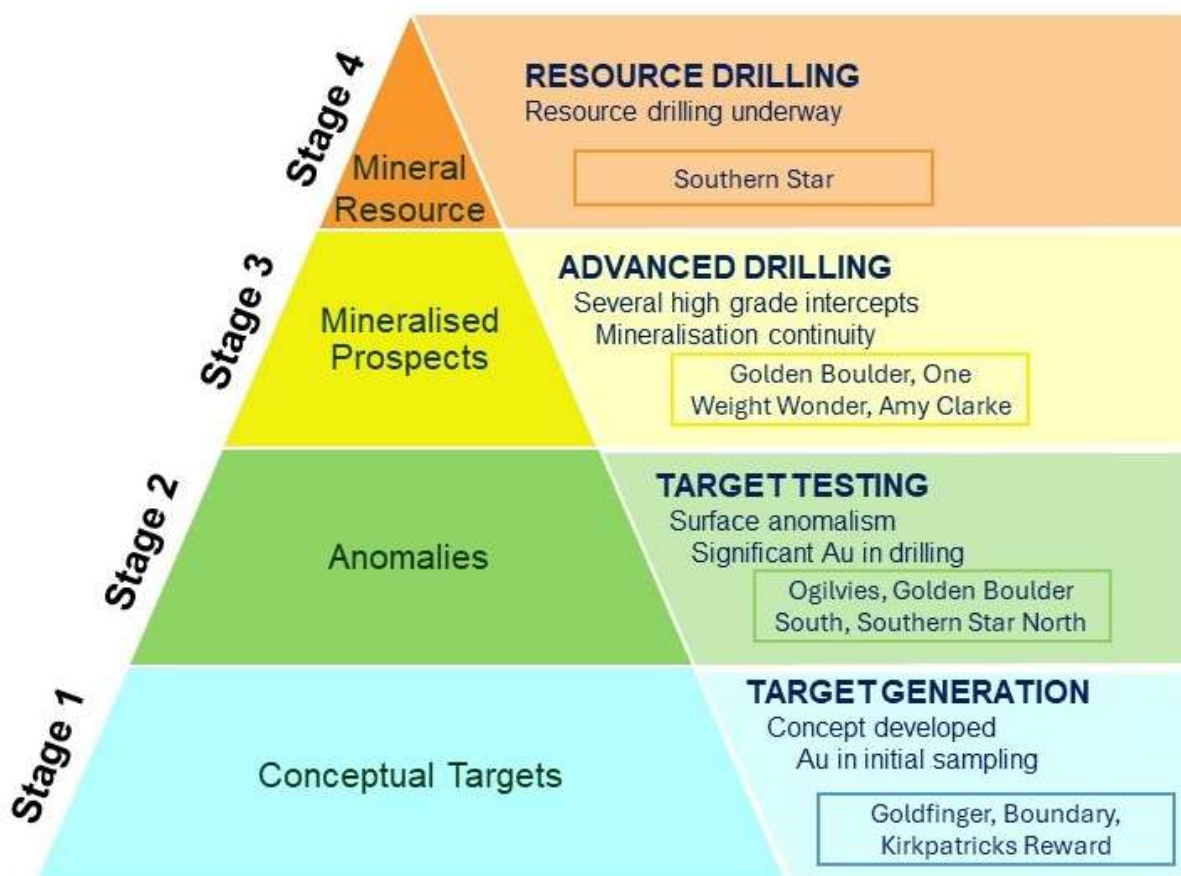 Stage 4
Mineral
Resource
RESOURCE DRILLING
Resource drilling underway
Southern Star
Stage 3
Mineralised
Prospects
ADVANCED DRILLING
Several high grade intercepts
Mineralisation continuity
Golden Boulder, One
Weight Wonder, Amy Clarke
Stage 2
Anomalies
TARGET TESTING
Surface anomalism
Significant Au in drilling
Ogilvies, Golden Boulder
South, Southern Star North
Stage 1
Conceptual Targets
TARGET GENERATION
Concept developed
Au in initial sampling
Goldfinger, Boundary,
Kirkpatricks Reward